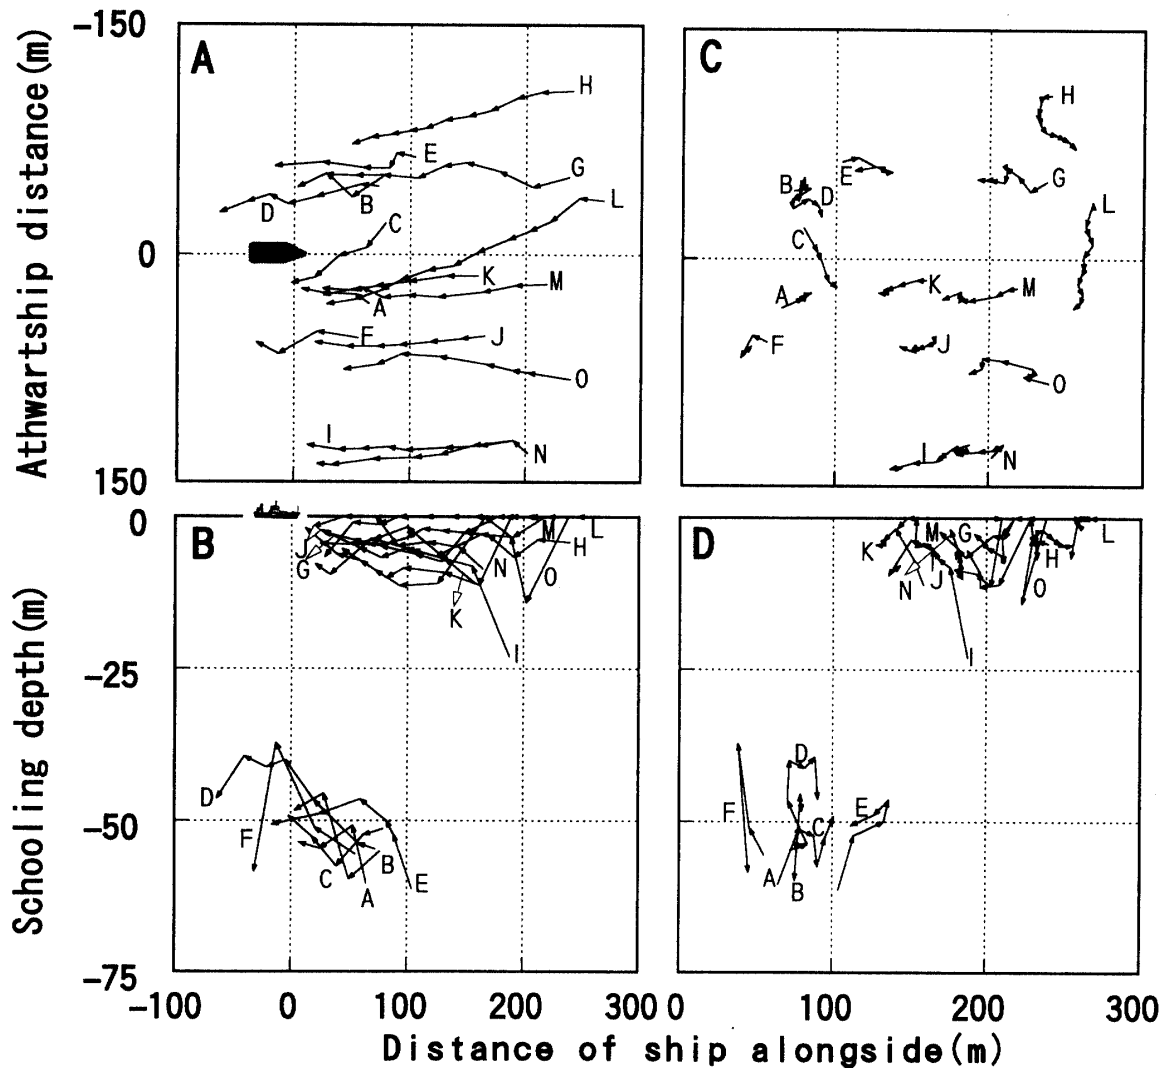 -150
A
C
H
H
E
G
B
E
G
D
D
B
L
L
C
C
0
K
K
M
M
A
A
F
J
F
J
O
O
I
I
N
N
150
Athwartship distance(m)
0
B
D
J
G
M
L
H
N
O
K
I
K
M
G
L
H
N
J
I
O
I
-25
D
D
F
F
E
C
C
B
A
E
A
B
-50
-75
Schooling depth(m)
-100 0 100 200 300 0 100 200 300
Distance of ship alongside(m)